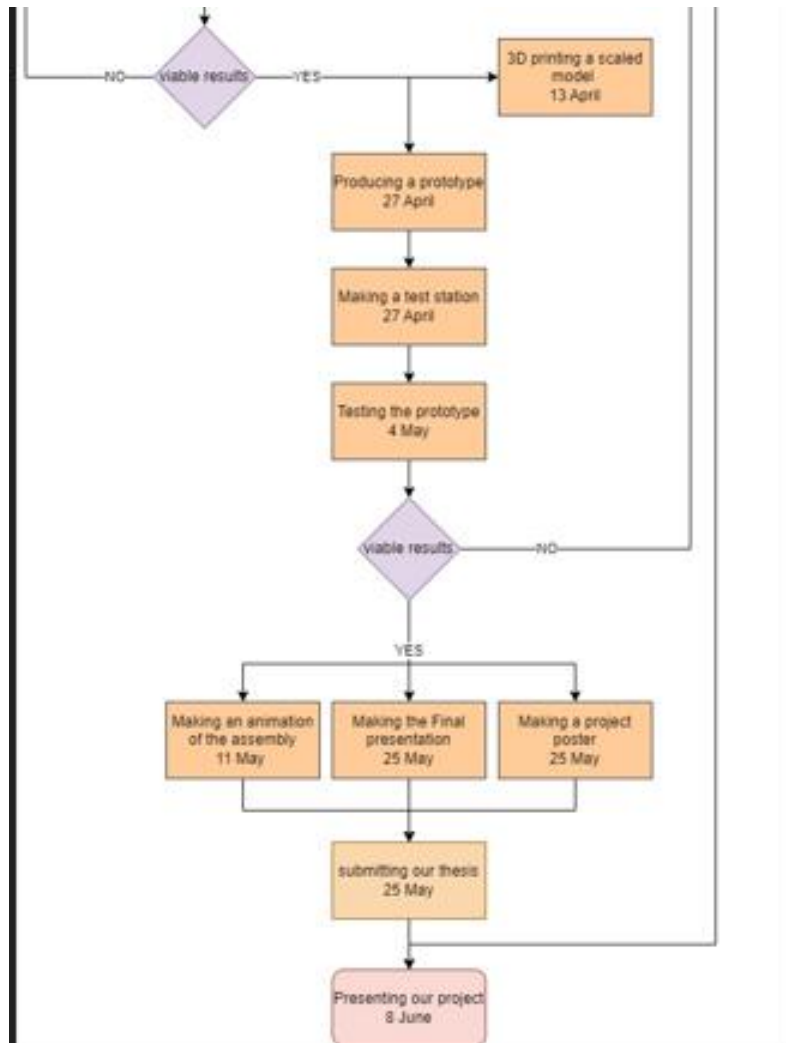 3D printing a scaled
model
13 April
NO
viable results
YES
Producing a prototype
27 April
Making a test station
27 April
Testing the prototype
4 May
viable results
NO
YES
Making an animation
of the assembly
11 May
Making the Final
presentation
25 May
Making a project
poster
25 May
submitting our thesis
25 May
Presenting our project
8 June